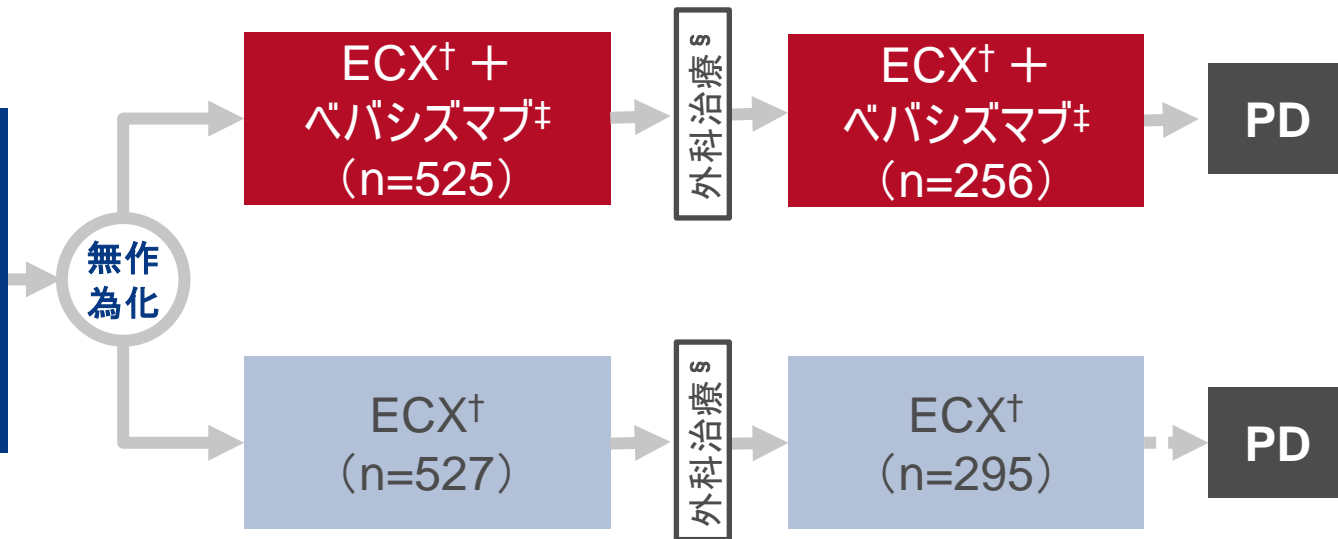 無作
為化
ECX† ＋
ベバシズマブ‡
（n=525）
外科治療§
ECX† ＋
ベバシズマブ‡
（n=256）
PD
ECX†
（n=527）
外科治療§
ECX†
（n=295）
PD